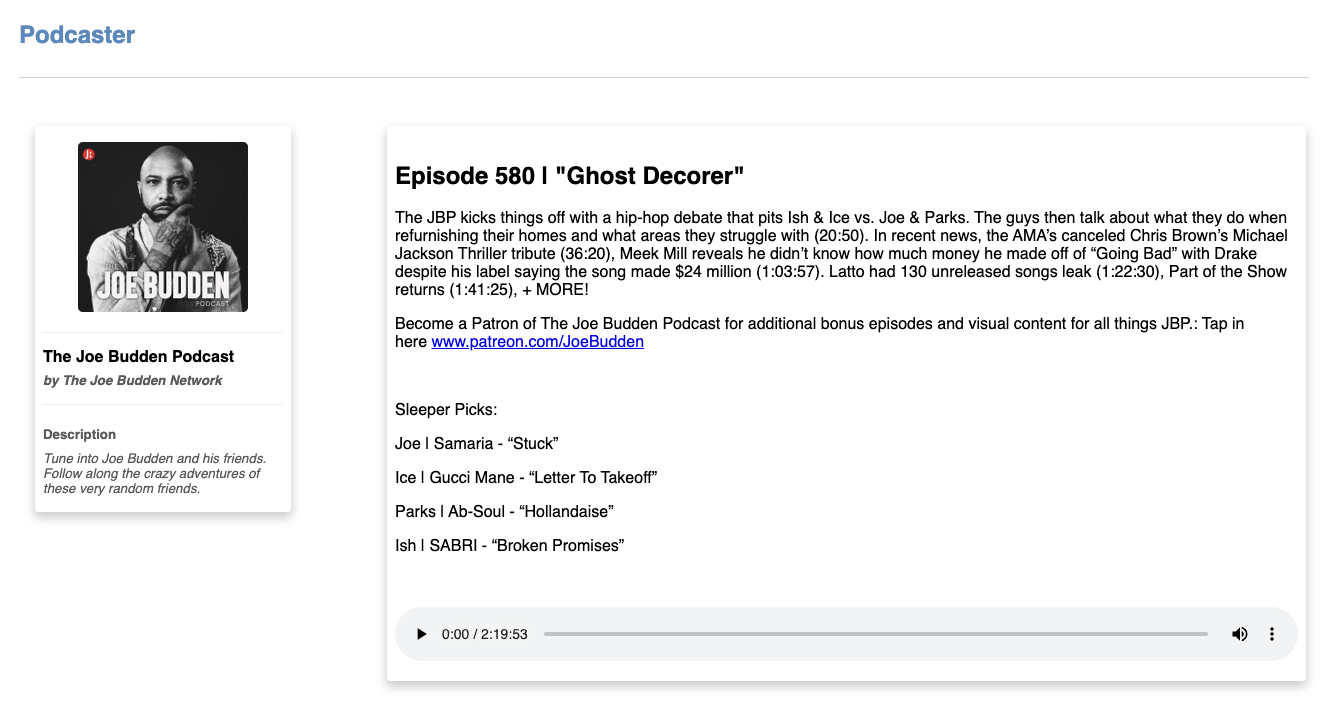 Podcaster
THE
JOE BUDDEN
PODCAST
The Joe Budden Podcast
by The Joe Budden Network
Description
Tune into Joe Budden and his friends.
Follow along the crazy adventures of
these very random friends.
Episode 580 | "Ghost Decorer"
The JBP kicks things off with a hip-hop debate that pits Ish & Ice vs. Joe & Parks. The guys then talk about what they do when
refurnishing their homes and what areas they struggle with (20:50). In recent news, the AMA’s canceled Chris Brown’s Michael
Jackson Thriller tribute (36:20), Meek Mill reveals he didn’t know how much money he made off of “Going Bad” with Drake
despite his label saying the song made $24 million (1:03:57). Latto had 130 unreleased songs leak (1:22:30), Part of the Show
returns (1:41:25), + MORE!
Become a Patron of The Joe Budden Podcast for additional bonus episodes and visual content for all things JBP.: Tap in
here www.patreon.com/JoeBudden
Sleeper Picks:
Joe | Samaria - “Stuck”
Ice | Gucci Mane - “Letter To Takeoff”
Parks | Ab-Soul - “Hollandaise”
Ish | SABRI - “Broken Promises”
0:00 / 2:19:53